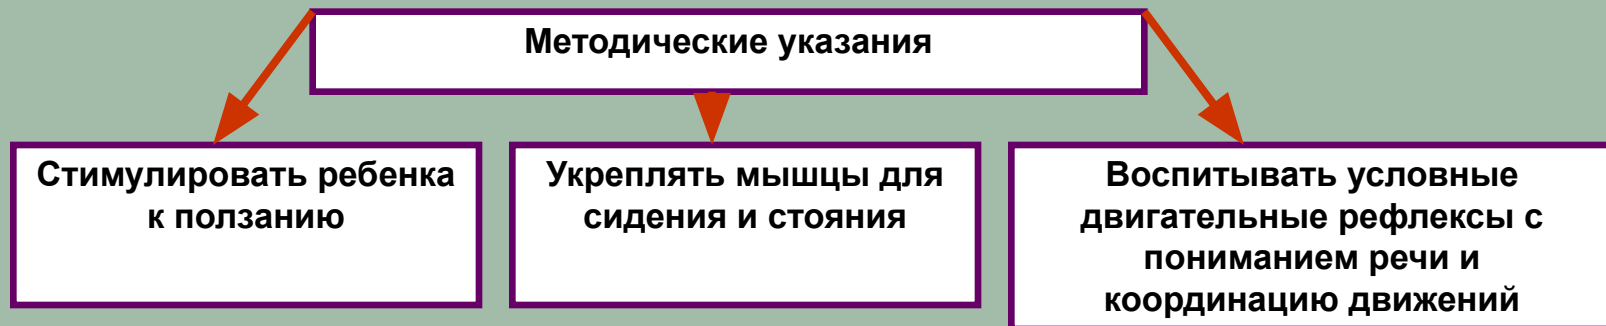 Методические указания
Стимулировать ребенка
к ползанию
Укреплять мышцы для
сидения и стояния
Воспитывать условные
двигательные рефлексы с
пониманием речи и
координацию движений